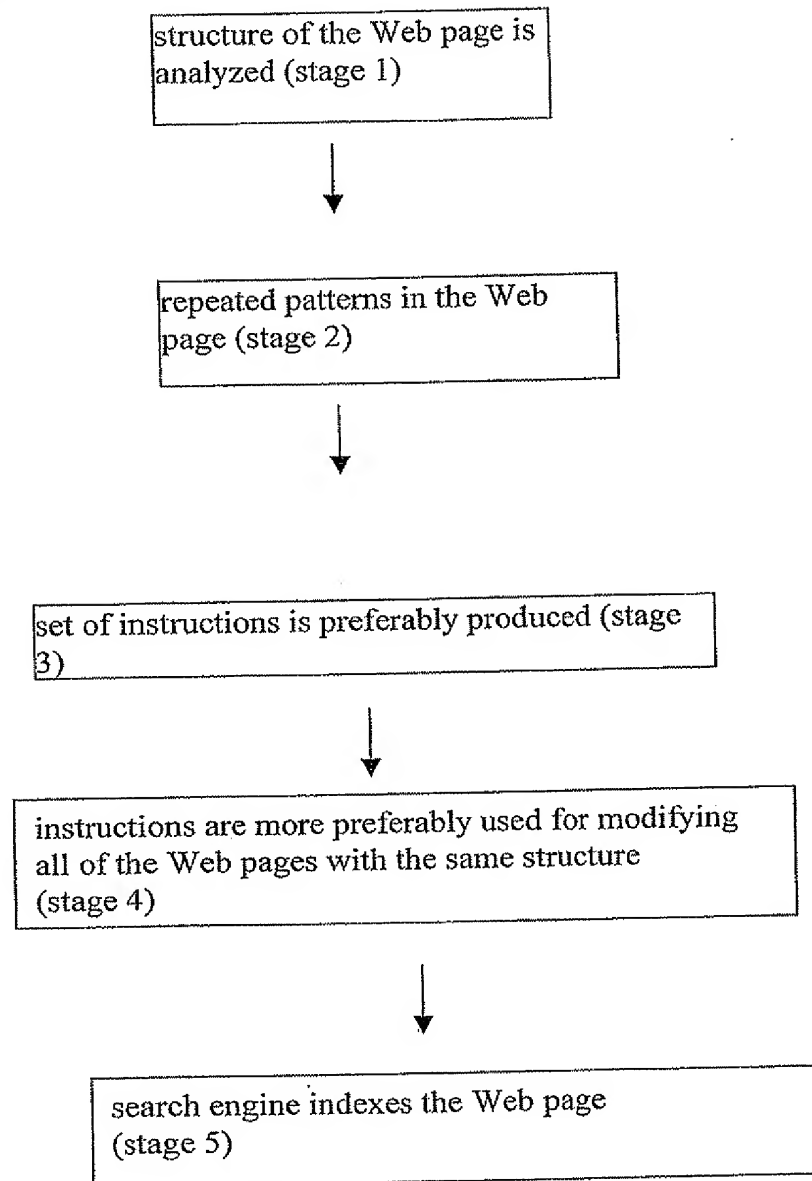 structure of the Web page is
analyzed (stage 1)
repeated patterns in the Web
page (stage 2)
set of instructions is preferably produced (stage
3)
instructions are more preferably used for modifying
all of the Web pages with the same structure
(stage 4)
search engine indexes the Web page
(stage 5)